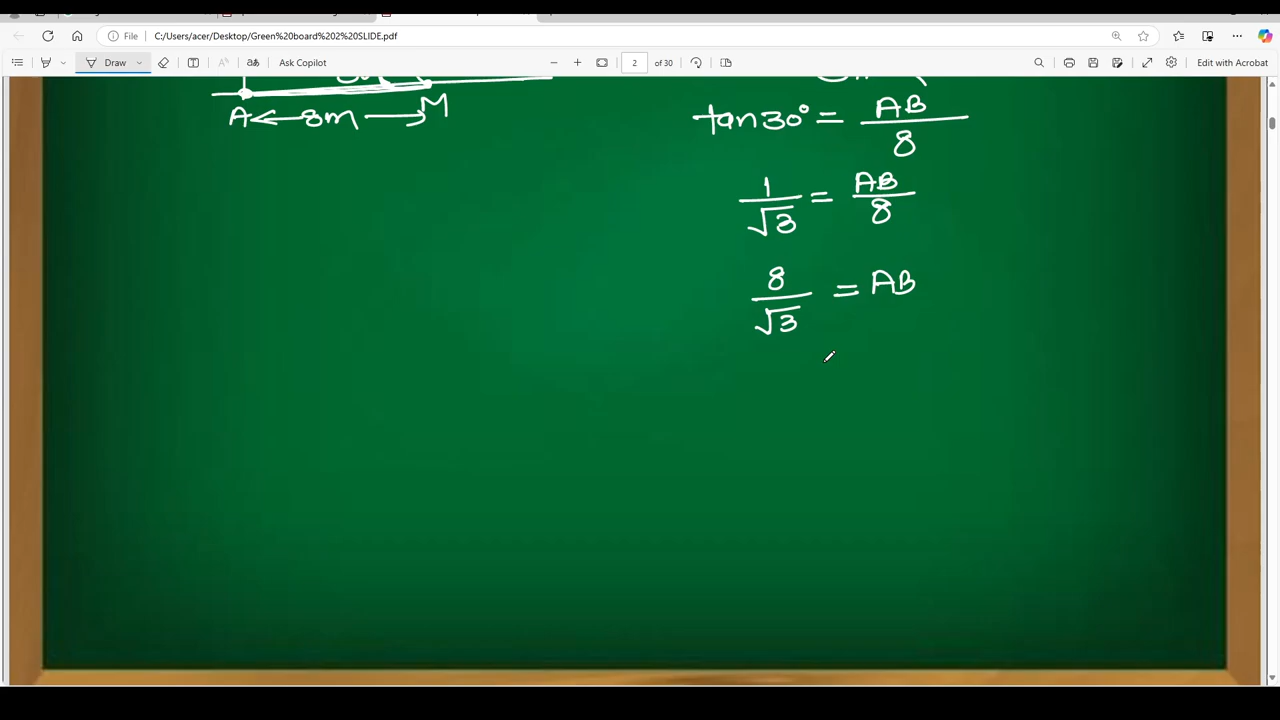 File C:/Users/acer/Desktop/Green%20board%202%20SLIDE.pdf
Draw Ask Copilot 2 of 30 Edit with Acrobat
A ← 8m → M
tan30° = AB/8
1/√3 = AB/8
8/√3 = AB